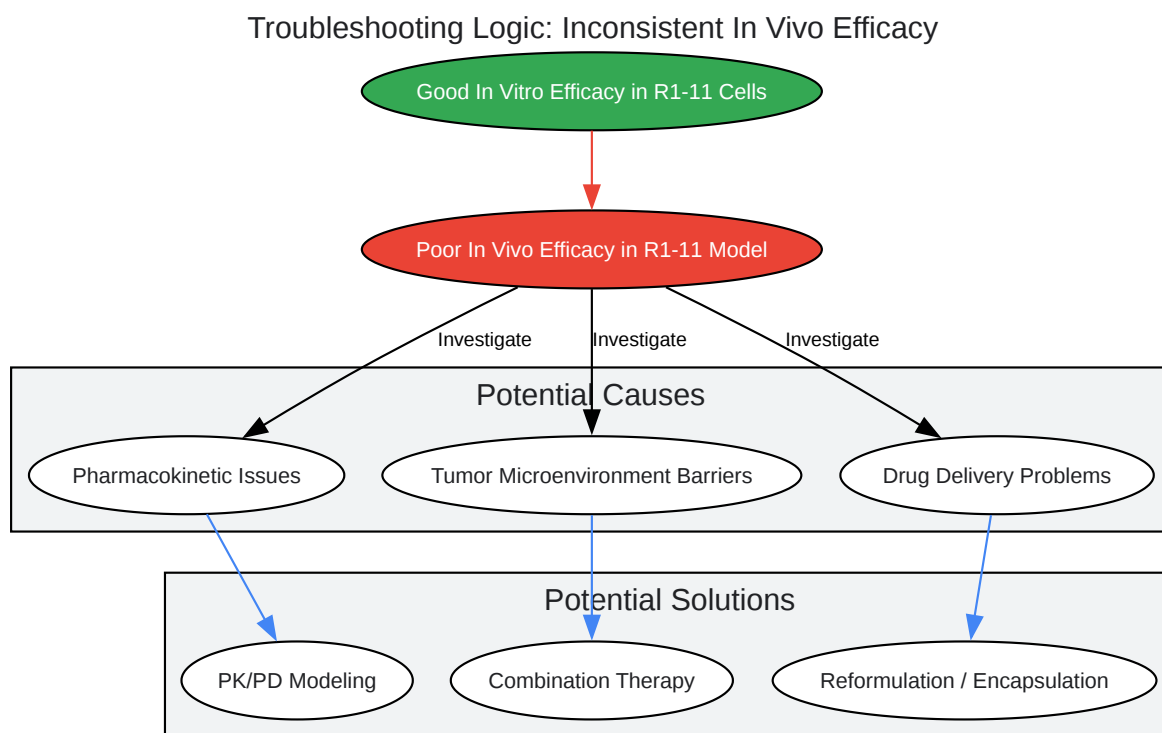 Troubleshooting Logic: Inconsistent In Vivo Efficacy
Good In Vitro Efficacy in R1-11 Cells
Poor In Vivo Efficacy in R1-11 Model
Investigate
Investigate
Investigate
Potential Causes
Pharmacokinetic Issues
Tumor Microenvironment Barriers
Drug Delivery Problems
Potential Solutions
PK/PD Modeling
Combination Therapy
Reformulation / Encapsulation